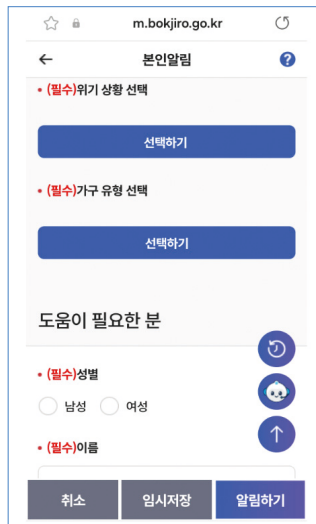 m.bokjiro.go.kr
본인알림
?
• (필수)위기 상황 선택
선택하기
• (필수)가구 유형 선택
선택하기
도움이 필요한 분
• (필수)성별
남성 여성
• (필수)이름
취소 임시저장 알림하기